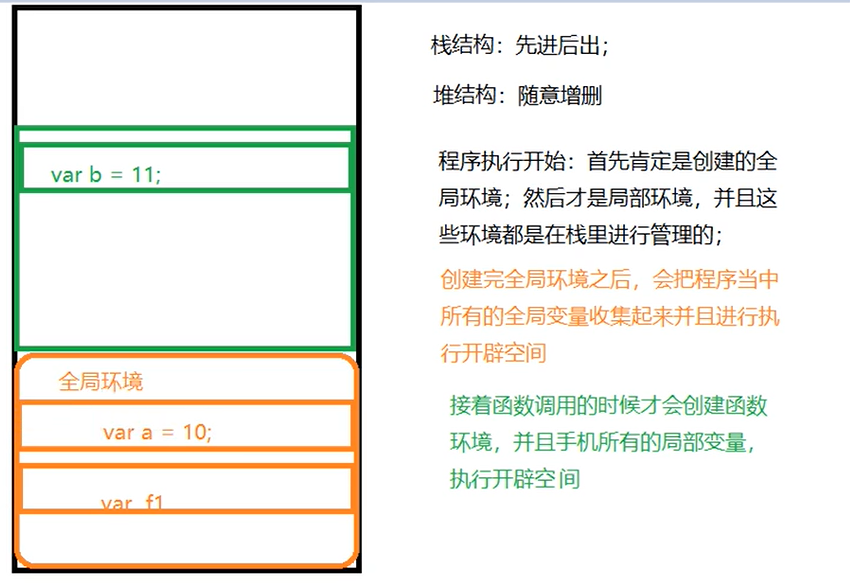 var b = 11;
全局环境
var a = 10;
var f1
栈结构：先进后出；
堆结构：随意增删
程序执行开始：首先肯定是创建的全
局环境；然后才是局部环境，并且这
些环境都是在栈里进行管理的；
创建完全局环境之后，会把程序当中
所有的全局变量收集起来并且进行执
行开辟空间
接着函数调用的时候才会创建函数
环境，并且手机所有的局部变量，
执行开辟空间